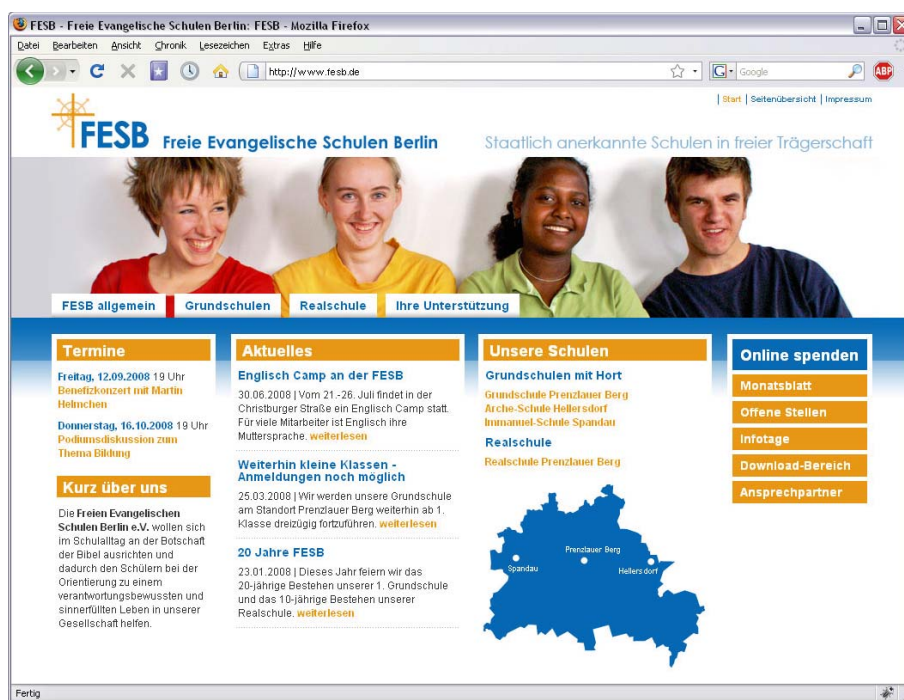 FESB - Freie Evangelische Schulen Berlin: FESB - Mozilla Firefox
Datei Bearbeiten Ansicht Chronik Lesezeichen Extras Hilfe
http://www.fesb.de
G Google
ABP
| Start | Seitenübersicht | Impressum
FESB Freie Evangelische Schulen Berlin
Staatlich anerkannte Schulen in freier Trägerschaft
FESB allgemein
Grundschulen
Realschule
Ihre Unterstützung
Termine
Freitag, 12.09.2008 19 Uhr
Benefizkonzert mit Martin
Helmchen
Donnerstag, 16.10.2008 19 Uhr
Podiumsdiskussion zum
Thema Bildung
Kurz über uns
Die Freien Evangelischen
Schulen Berlin e.V. wollen sich
im Schulalltag an der Botschaft
der Bibel ausrichten und
dadurch den Schülern bei der
Orientierung zu einem
verantwortungsbewussten und
sinnerfüllten Leben in unserer
Gesellschaft helfen.
Aktuelles
Englisch Camp an der FESB
30.06.2008 | Vom 21.-26. Juli findet in der
Christburger Straße ein Englisch Camp statt.
Für viele Mitarbeiter ist Englisch ihre
Muttersprache. weiterlesen
Weiterhin kleine Klassen -
Anmeldungen noch möglich
25.03.2008 | Wir werden unsere Grundschule
am Standort Prenzlauer Berg weiterhin ab 1.
Klasse dreizügig fortzuführen. weiterlesen
20 Jahre FESB
23.01.2008 | Dieses Jahr feiern wir das
20-jährige Bestehen unserer 1. Grundschule
und das 10-jährige Bestehen unserer
Realschule. weiterlesen
Unsere Schulen
Grundschulen mit Hort
Grundschule Prenzlauer Berg
Arche-Schule Hellersdorf
Immanuel-Schule Spandau
Realschule
Realschule Prenzlauer Berg
Prenzlauer Berg
Spandau
Hellersdorf
Online spenden
Monatsblatt
Offene Stellen
Infotage
Download-Bereich
Ansprechpartner
Fertig